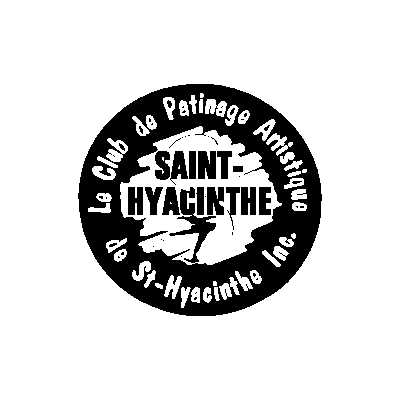 Le Club de Patinage Artistique
SAINT-
HYACINTHE
de St-Hyacinthe Inc.